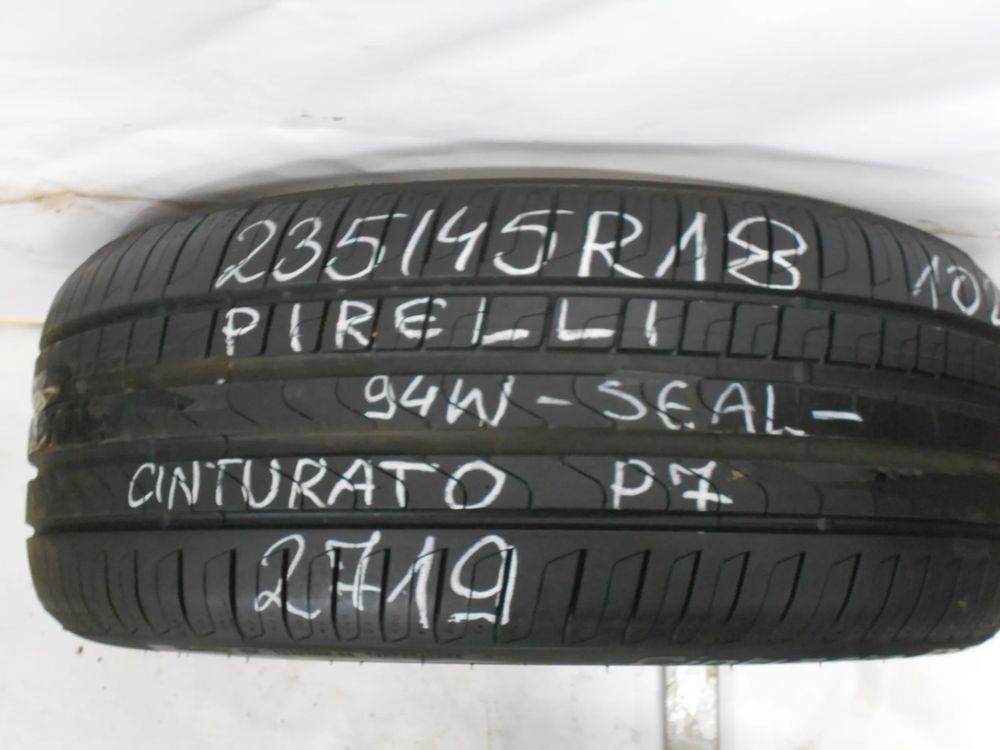 235/45R18
PIRELLI
94W - SEAL -
CINTURATO P7
2719